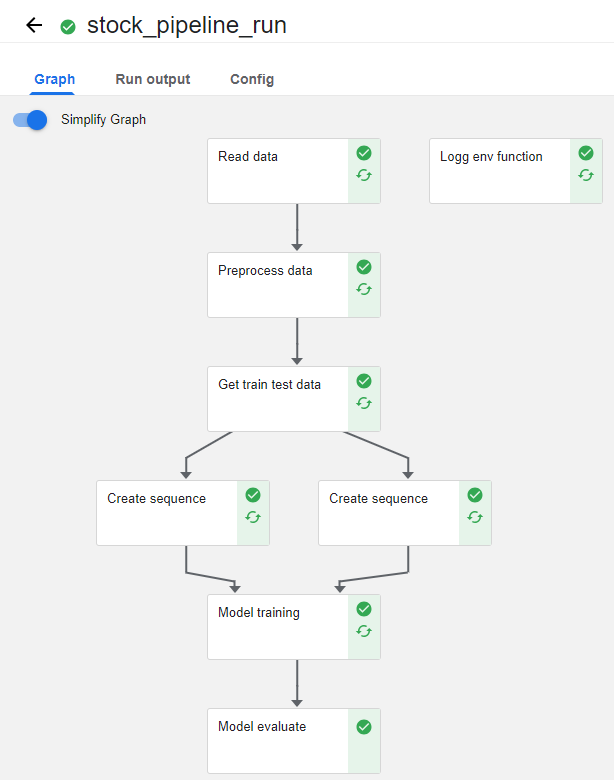 stock_pipeline_run
Graph
Run output
Config
Simplify Graph
Read data
Logg env function
Preprocess data
Get train test data
Create sequence
Create sequence
Model training
Model evaluate